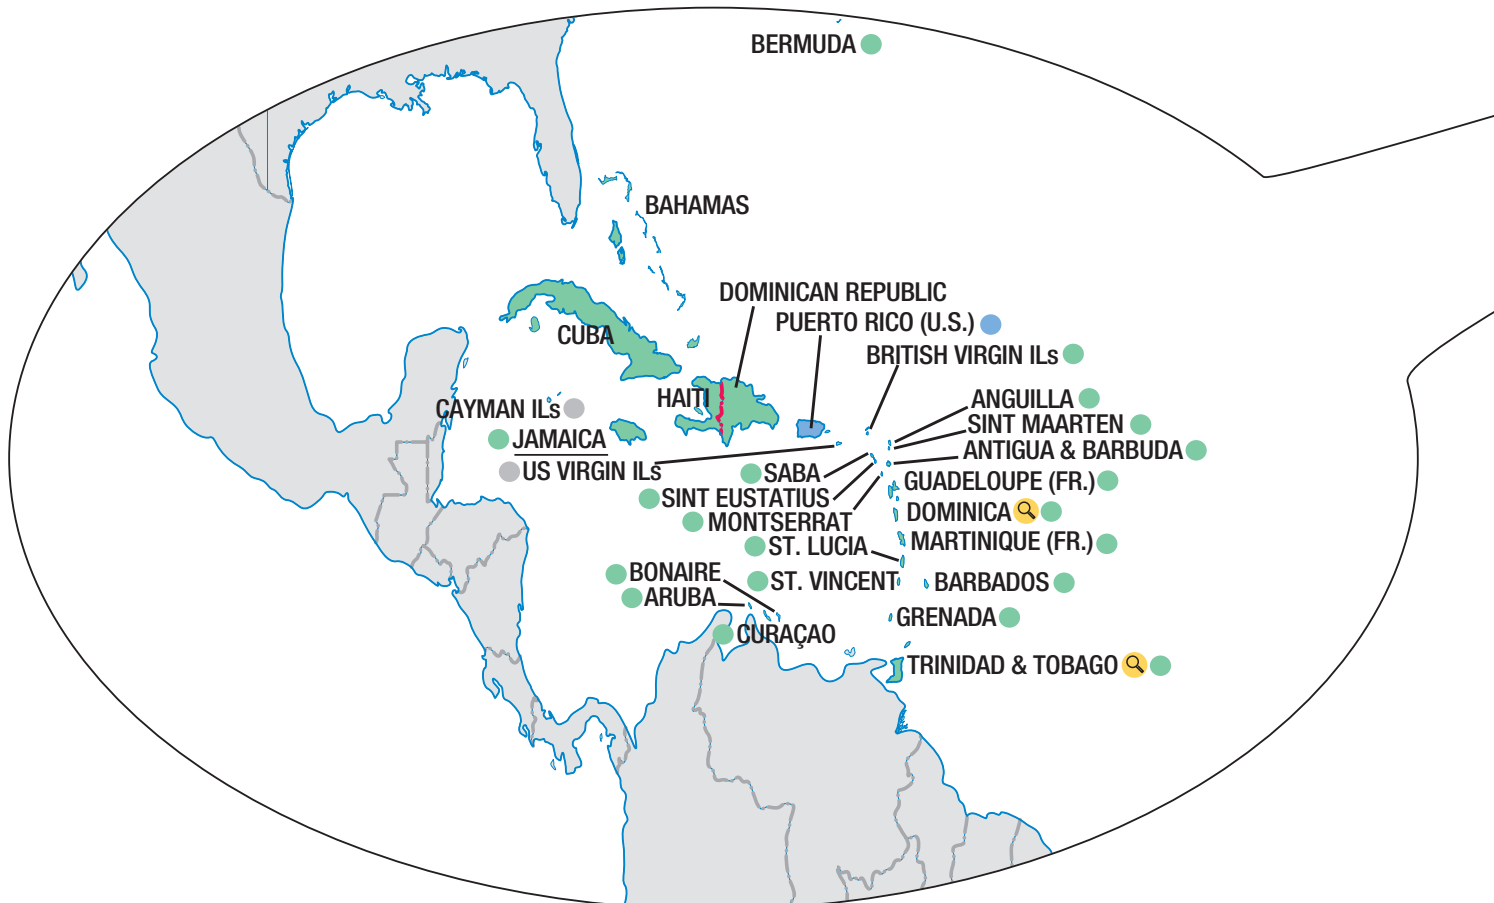 BERMUDA
BAHAMAS
DOMINICAN REPUBLIC
PUERTO RICO (U.S.)
CUBA
BRITISH VIRGIN ILs
HAITI
ANGUILLA
CAYMAN ILs
SINT MAARTEN
JAMAICA
ANTIGUA & BARBUDA
US VIRGIN ILs
SABA
GUADELOUPE (FR.)
SINT EUSTATIUS
DOMINICA
MONTSERRAT
MARTINIQUE (FR.)
ST. LUCIA
BONAIRE
ST. VINCENT
BARBADOS
ARUBA
GRENADA
CURAÇAO
TRINIDAD & TOBAGO